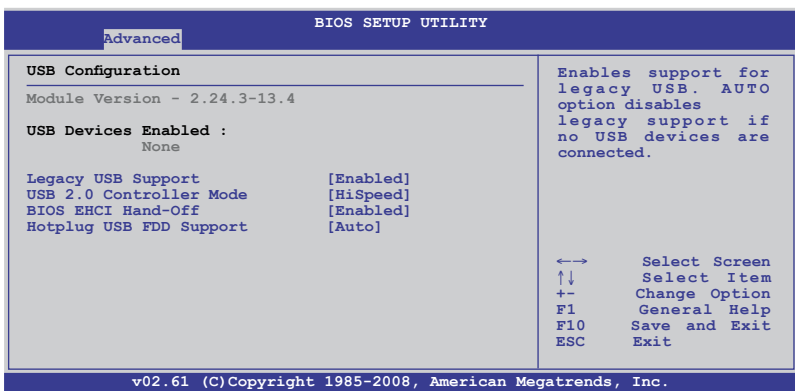 BIOS SETUP UTILITY
Advanced
USB Configuration
Module Version - 2.24.3-13.4
USB Devices Enabled :
None
Legacy USB Support [Enabled]
USB 2.0 Controller Mode [HiSpeed]
BIOS EHCI Hand-Off [Enabled]
Hotplug USB FDD Support [Auto]
Enables support for
legacy USB. AUTO
option disables
legacy support if
no USB devices are
connected.
←→ Select Screen
↑↓ Select Item
+- Change Option
F1 General Help
F10 Save and Exit
ESC Exit
v02.61 (C)Copyright 1985-2008, American Megatrends, Inc.